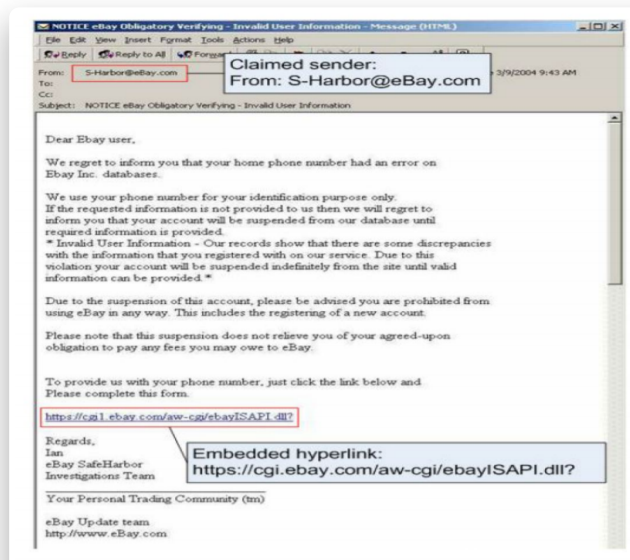 NOTICE eBay Obligatory Verifying - Invalid User Information - Message (HTML)
File Edit View Insert Format Tools Actions Help
Reply Reply to All Forward
Claimed sender:
From: S-Harbor@eBay.com
From: S-Harbor@eBay.com 3/9/2004 9:43 AM
To:
Cc:
Subject: NOTICE eBay Obligatory Verifying - Invalid User Information
Dear Ebay user,
We regret to inform you that your home phone number had an error on
Ebay Inc. databases.
We use your phone number for your identification purpose only.
If the requested information is not provided to us then we will regret to
inform you that your account will be suspended from our database until
required information is provided.
* Invalid User Information - Our records show that there are some discrepancies
with the information that you registered with on our service. Due to this
violation your account will be suspended indefinitely from the site until valid
information can be provided.*
Due to the suspension of this account, please be advised you are prohibited from
using eBay in any way. This includes the registering of a new account.
Please note that this suspension does not relieve you of your agreed-upon
obligation to pay any fees you may owe to eBay.
To provide us with your phone number, just click the link below and
Please complete this form.
https://cgi1.ebay.com/aw-cgi/ebayISAPI.dll?
Regards,
Ian
eBay SafeHarbor
Investigations Team
Embedded hyperlink:
https://cgi.ebay.com/aw-cgi/ebayISAPI.dll?
Your Personal Trading Community (tm)
eBay Update team
http://www.eBay.com